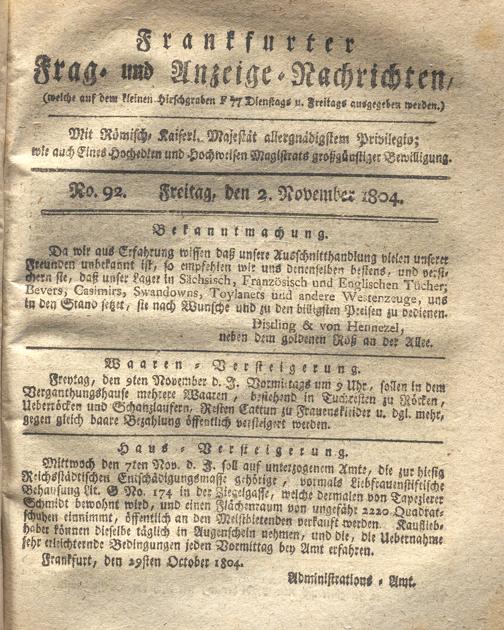 Frankfurter
Frag- und Anzeige-Nachrichten,
(welche auf dem kleinen Hirschgraben F 77 Dienstags u. Freitags ausgegeben werden.)
Mit Römisch. Kaiserl. Majestät allergnädigstem Privilegio;
wie auch Eines Hochedlen und Hochweisen Magistrats großgünstiger Bewilligung.
No. 92. Freitag, den 2. November 1804.
Bekanntmachung.
Da wir aus Erfahrung wissen daß unsere Ausschnitthandlung vielen unserer
Freunden unbekannt ist, so empfehlen wir uns denenselben bestens, und versi-
chern sie, daß unser Lager in Sächsisch, Französisch und Englischen Tücher,
Bevers, Casimirs, Swandowns, Toylanets und andere Westenzeuge, uns
in den Stand setzet, sie nach Wunsche und zu den billigsten Preisen zu bedienen.
& von Hennezel,
neben dem goldenen Roß an der Allee.
Waaren-Versteigerung.
Freytag, den 9ten November d. J. Vormittags um 9 Uhr, sollen in dem
Verganthungshause mehrere Waaren, bestehend in Tuchresten zu Röcken,
Ueberröcken und Schanzlaufern, Resten Cattun zu Frauenskleider u. dgl. mehr,
gegen gleich baare Bezahlung öffentlich versteigert werden.
Haus-Versteigerung.
Mittwoch den 7ten Nov. d. J. soll auf unterzogenem Amte, die zur hiesig
Reichsstädtischen Entschädigungsmasse gehörige, vormals Liebfrauenstiftische
Behausung Lit. G No. 174 in der Ziegelgasse, welche dermalen von Tapezierer
Schmidt bewohnt wird, und einen Flächenraum von ungefähr 2220 Quadrat-
schuhen einnimmt, öffentlich an den Meistbietenden verkauft werden. Kauflieb-
haber können dieselbe täglich in Augenschein nehmen, und die, die Uebernahme
sehr erleichternde Bedingungen jeden Vormittag bey Amt erfahren.
Frankfurt, den 29sten October 1804.
Administrations-Amt.